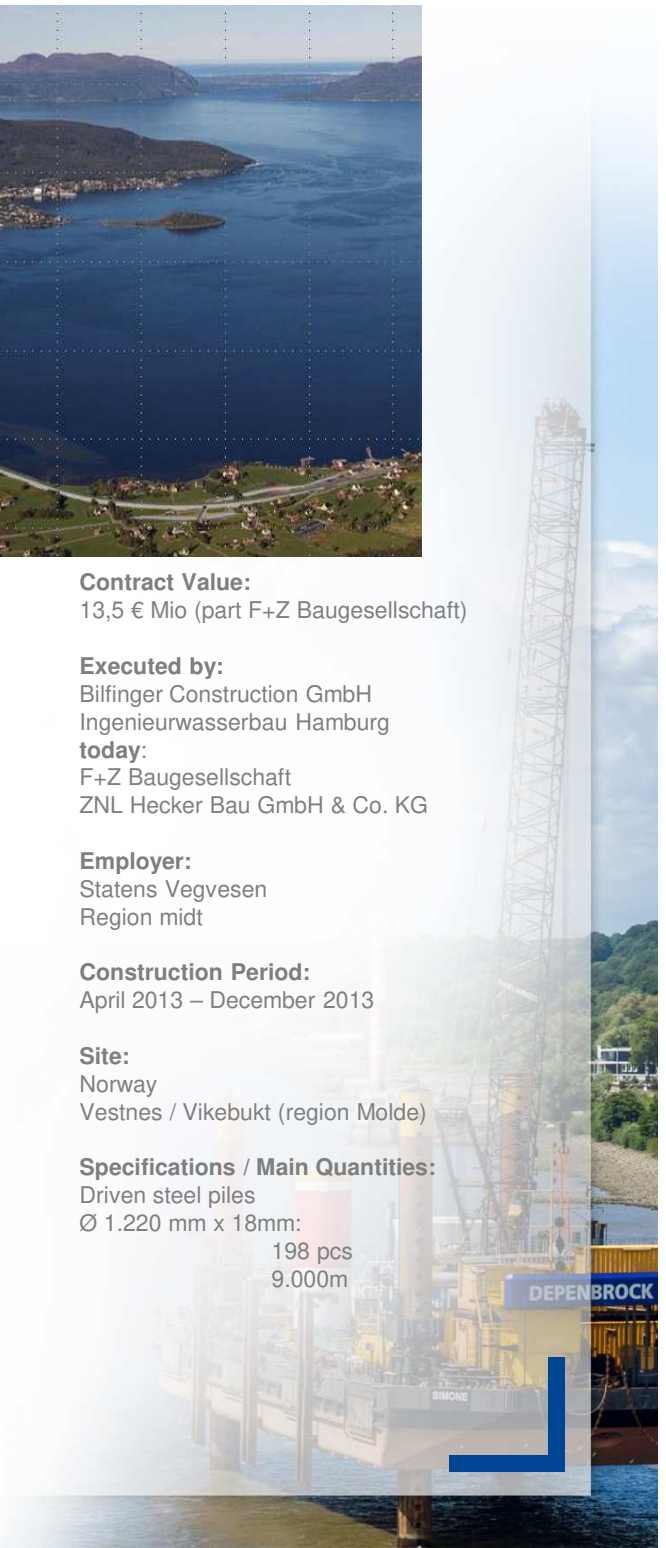 Contract Value:
13,5 € Mio (part F+Z Baugesellschaft)
Executed by:
Bilfinger Construction GmbH
Ingenieurwasserbau Hamburg
today:
F+Z Baugesellschaft
ZNL Hecker Bau GmbH & Co. KG
Employer:
Statens Vegvesen
Region midt
Construction Period:
April 2013 – December 2013
Site:
Norway
Vestnes / Vikebukt (region Molde)
Specifications / Main Quantities:
Driven steel piles
Ø 1.220 mm x 18mm:
198 pcs
9.000m
DEPENBROCK
SIMONE